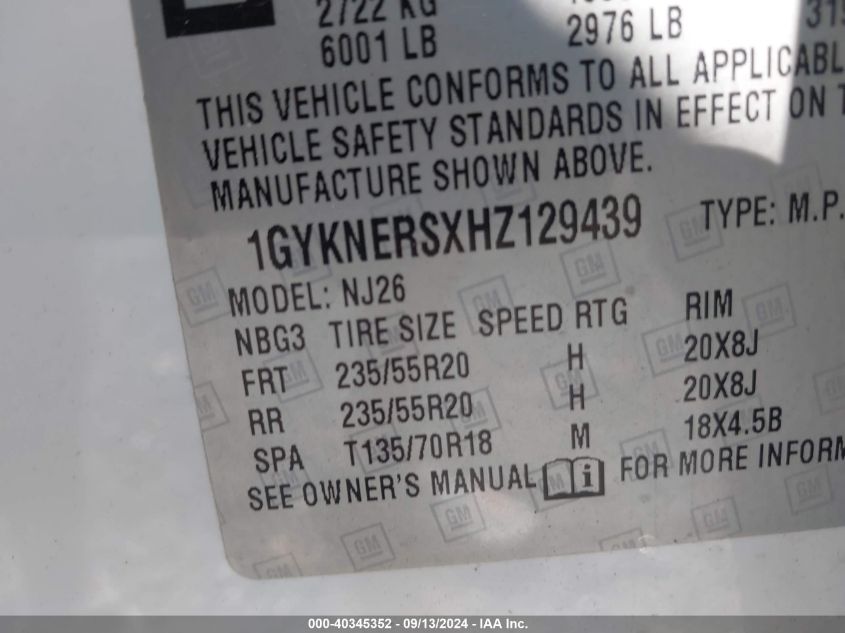 2722 KG
6001 LB 2976 LB
THIS VEHICLE CONFORMS TO ALL
VEHICLE SAFETY STANDARDS IN EFFECT ON
MANUFACTURE SHOWN ABOVE.
1GYKNERSXHZ129439 TYPE: M.P.
MODEL: NJ26
NBG3 TIRE SIZE SPEED RTG RIM
FRT 235/55R20 H 20X8J
RR 235/55R20 H 20X8J
SPA T135/70R18 M 18X4.5B
SEE OWNER'S MANUAL i FOR MORE
GM
000-40345352 - 09/13/2024 - IAA Inc.